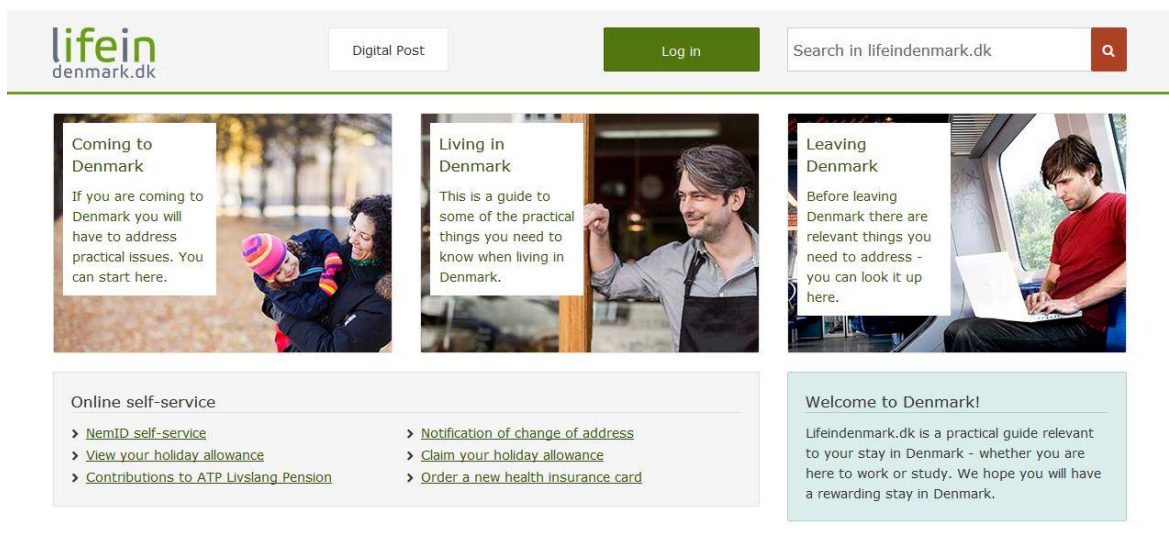 lifein
denmark.dk
Digital Post
Log in
Search in lifeindenmark.dk
Coming to
Denmark
If you are coming to
Denmark you will
have to address
practical issues. You
can start here.
Living in
Denmark
This is a guide to
some of the practical
things you need to
know when living in
Denmark.
Leaving
Denmark
Before leaving
Denmark there are
relevant things you
need to address -
you can look it up
here.
Online self-service
NemID self-service
View your holiday allowance
Contributions to ATP Livslang Pension
Notification of change of address
Claim your holiday allowance
Order a new health insurance card
Welcome to Denmark!
Lifeindenmark.dk is a practical guide relevant
to your stay in Denmark - whether you are
here to work or study. We hope you will have
a rewarding stay in Denmark.